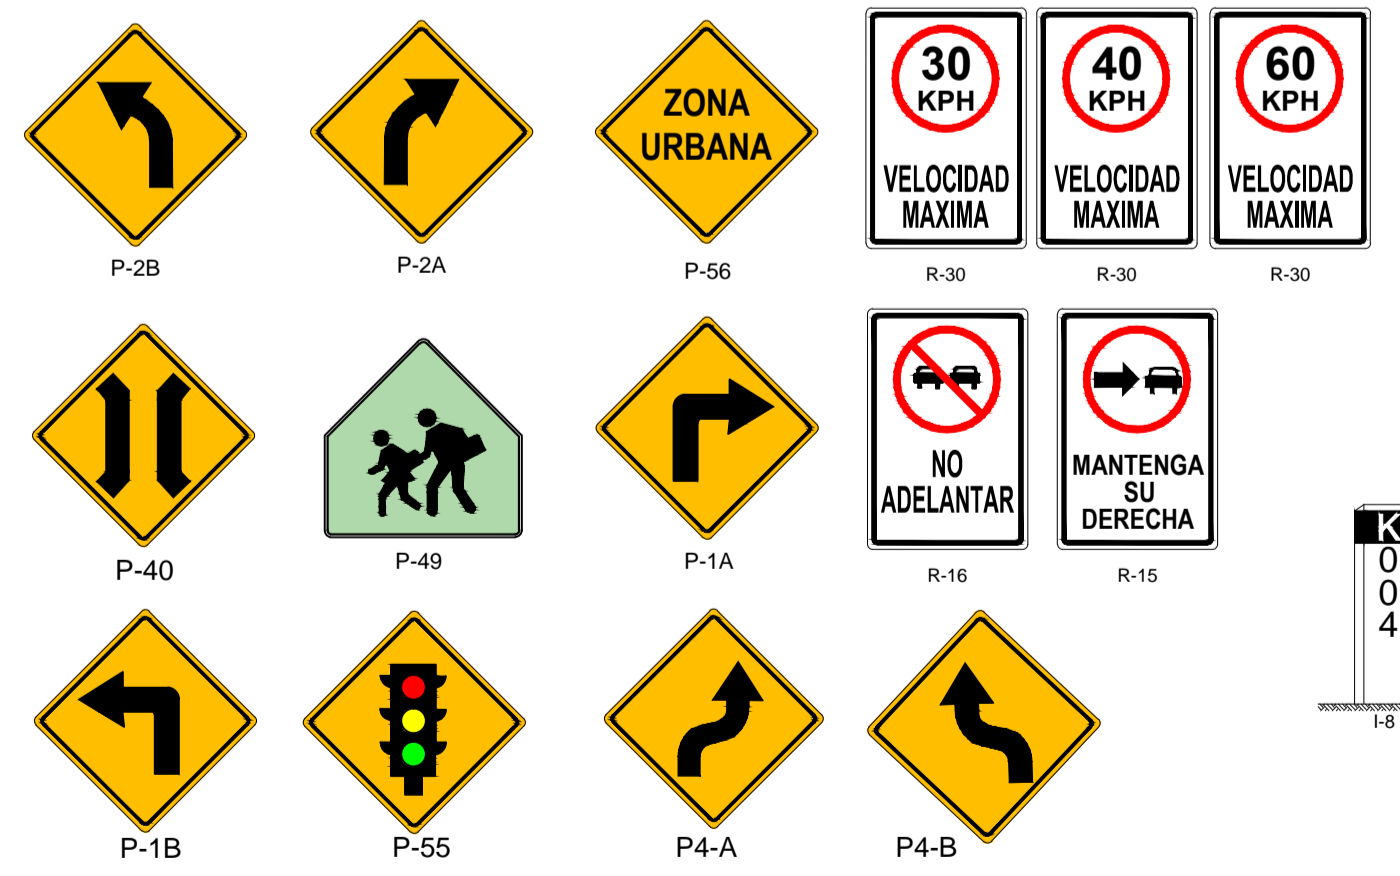 ZONA
URBANA
30
KPH
VELOCIDAD
MAXIMA
40
KPH
VELOCIDAD
MAXIMA
60
KPH
VELOCIDAD
MAXIMA
P-2B
P-2A
P-56
R-30
R-30
R-30
NO
ADELANTAR
MANTENGA
SU
DERECHA
P-40
P-49
P-1A
R-16
R-15
K
0
0
4
I-8
P-1B
P-55
P4-A
P4-B